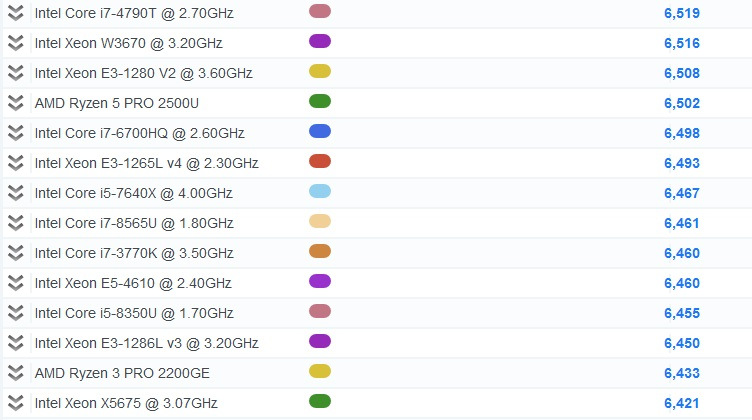 Intel Core i7-4790T @ 2.70GHz 6,519
Intel Xeon W3670 @ 3.20GHz 6,516
Intel Xeon E3-1280 V2 @ 3.60GHz 6,508
AMD Ryzen 5 PRO 2500U 6,502
Intel Core i7-6700HQ @ 2.60GHz 6,498
Intel Xeon E3-1265L v4 @ 2.30GHz 6,493
Intel Core i5-7640X @ 4.00GHz 6,467
Intel Core i7-8565U @ 1.80GHz 6,461
Intel Core i7-3770K @ 3.50GHz 6,460
Intel Xeon E5-4610 @ 2.40GHz 6,460
Intel Core i5-8350U @ 1.70GHz 6,455
Intel Xeon E3-1286L v3 @ 3.20GHz 6,450
AMD Ryzen 3 PRO 2200GE 6,433
Intel Xeon X5675 @ 3.07GHz 6,421